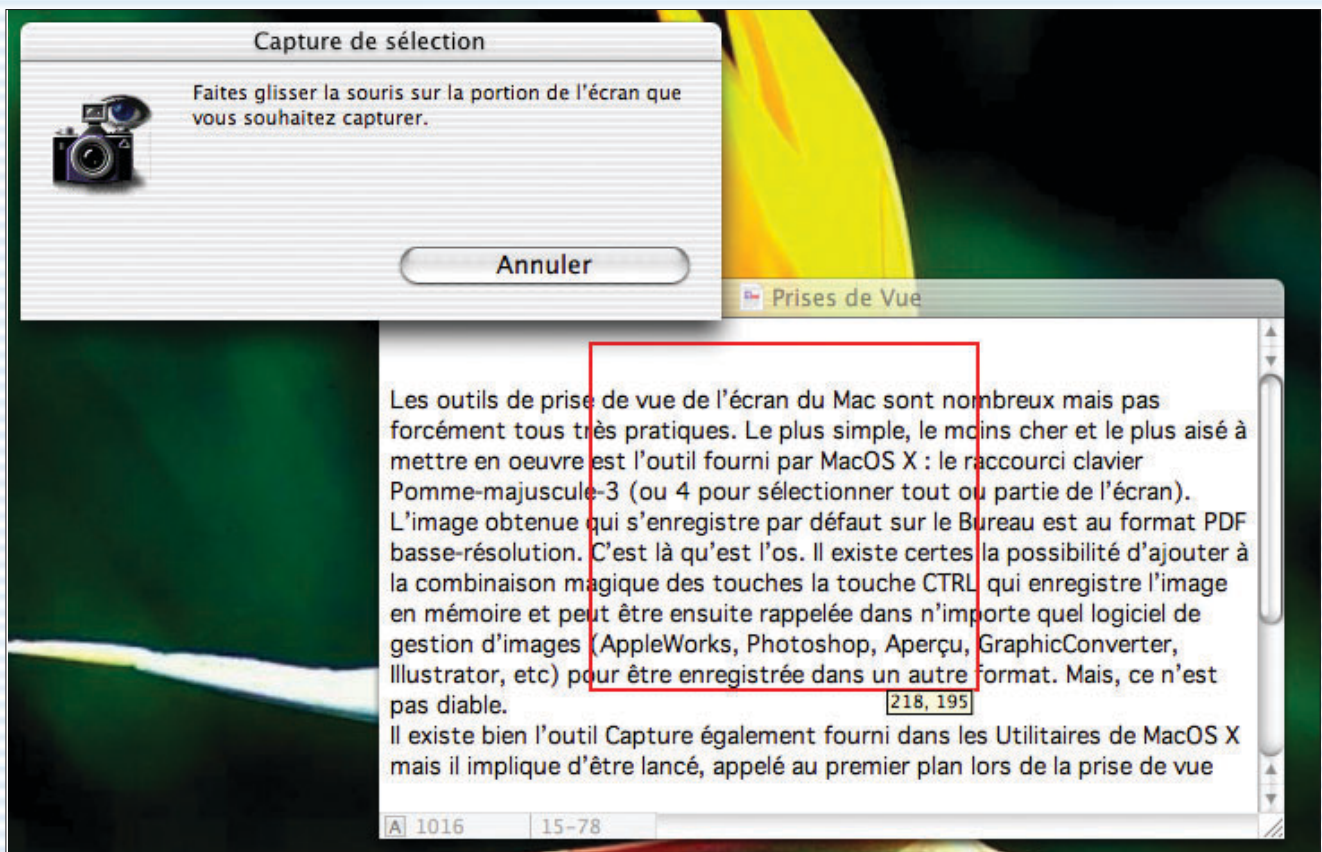 Capture de sélection
Faites glisser la souris sur la portion de l'écran que
vous souhaitez capturer.
Annuler
Prises de Vue
Les outils de prise de vue de l'écran du Mac sont nombreux mais pas
forcément tous très pratiques. Le plus simple, le moins cher et le plus aisé à
mettre en oeuvre est l'outil fourni par MacOS X : le raccourci clavier
Pomme-majuscule-3 (ou 4 pour sélectionner tout ou partie de l'écran).
L'image obtenue qui s'enregistre par défaut sur le Bureau est au format PDF
basse-résolution. C'est là qu'est l'os. Il existe certes la possibilité d'ajouter à
la combinaison magique des touches la touche CTRL qui enregistre l'image
en mémoire et peut être ensuite rappelée dans n'importe quel logiciel de
gestion d'images (AppleWorks, Photoshop, Aperçu, GraphicConverter,
Illustrator, etc) pour être enregistrée dans un autre format. Mais, ce n'est
pas diable.
218, 195
Il existe bien l'outil Capture également fourni dans les Utilitaires de MacOS X
mais il implique d'être lancé, appelé au premier plan lors de la prise de vue
A 1016 15-78